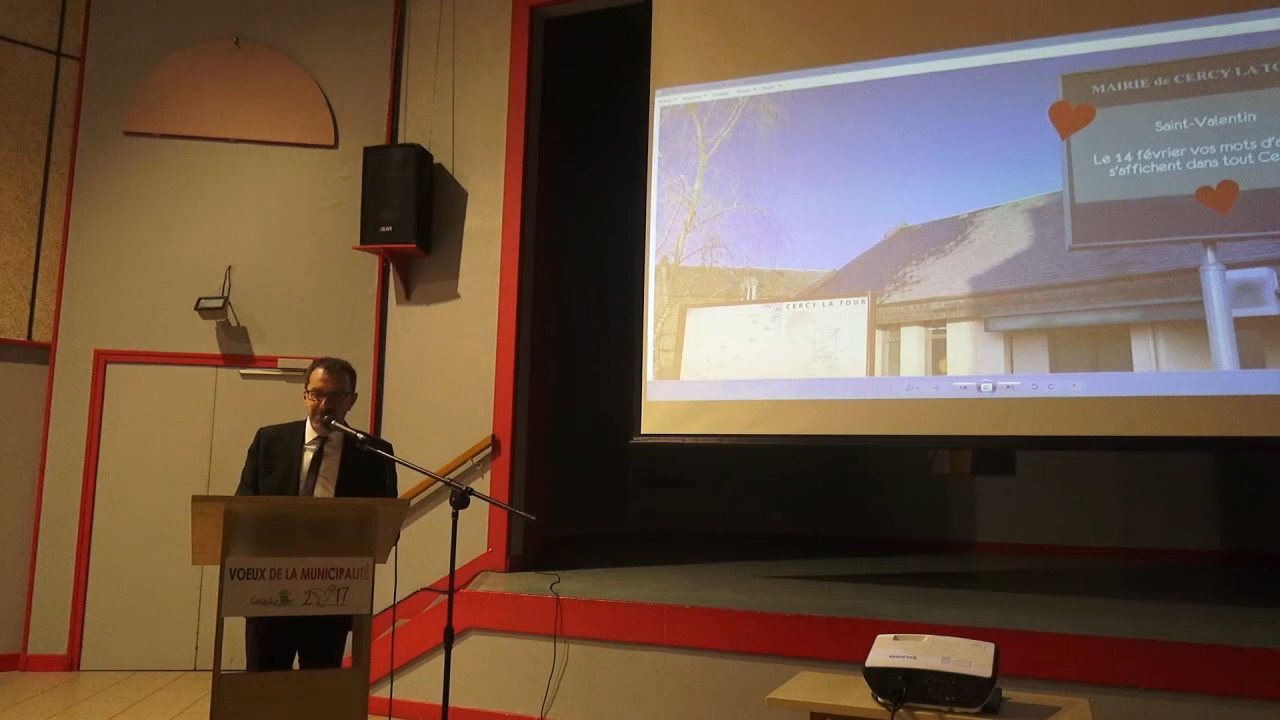 MAIRIE de CERCY LA TO
Saint-Valentin
Le 14 février vos mots d'a
s'affichent dans tout Ce
CERCY LA TOUR
VOEUX DE LA MUNICIPALITÉ
2017